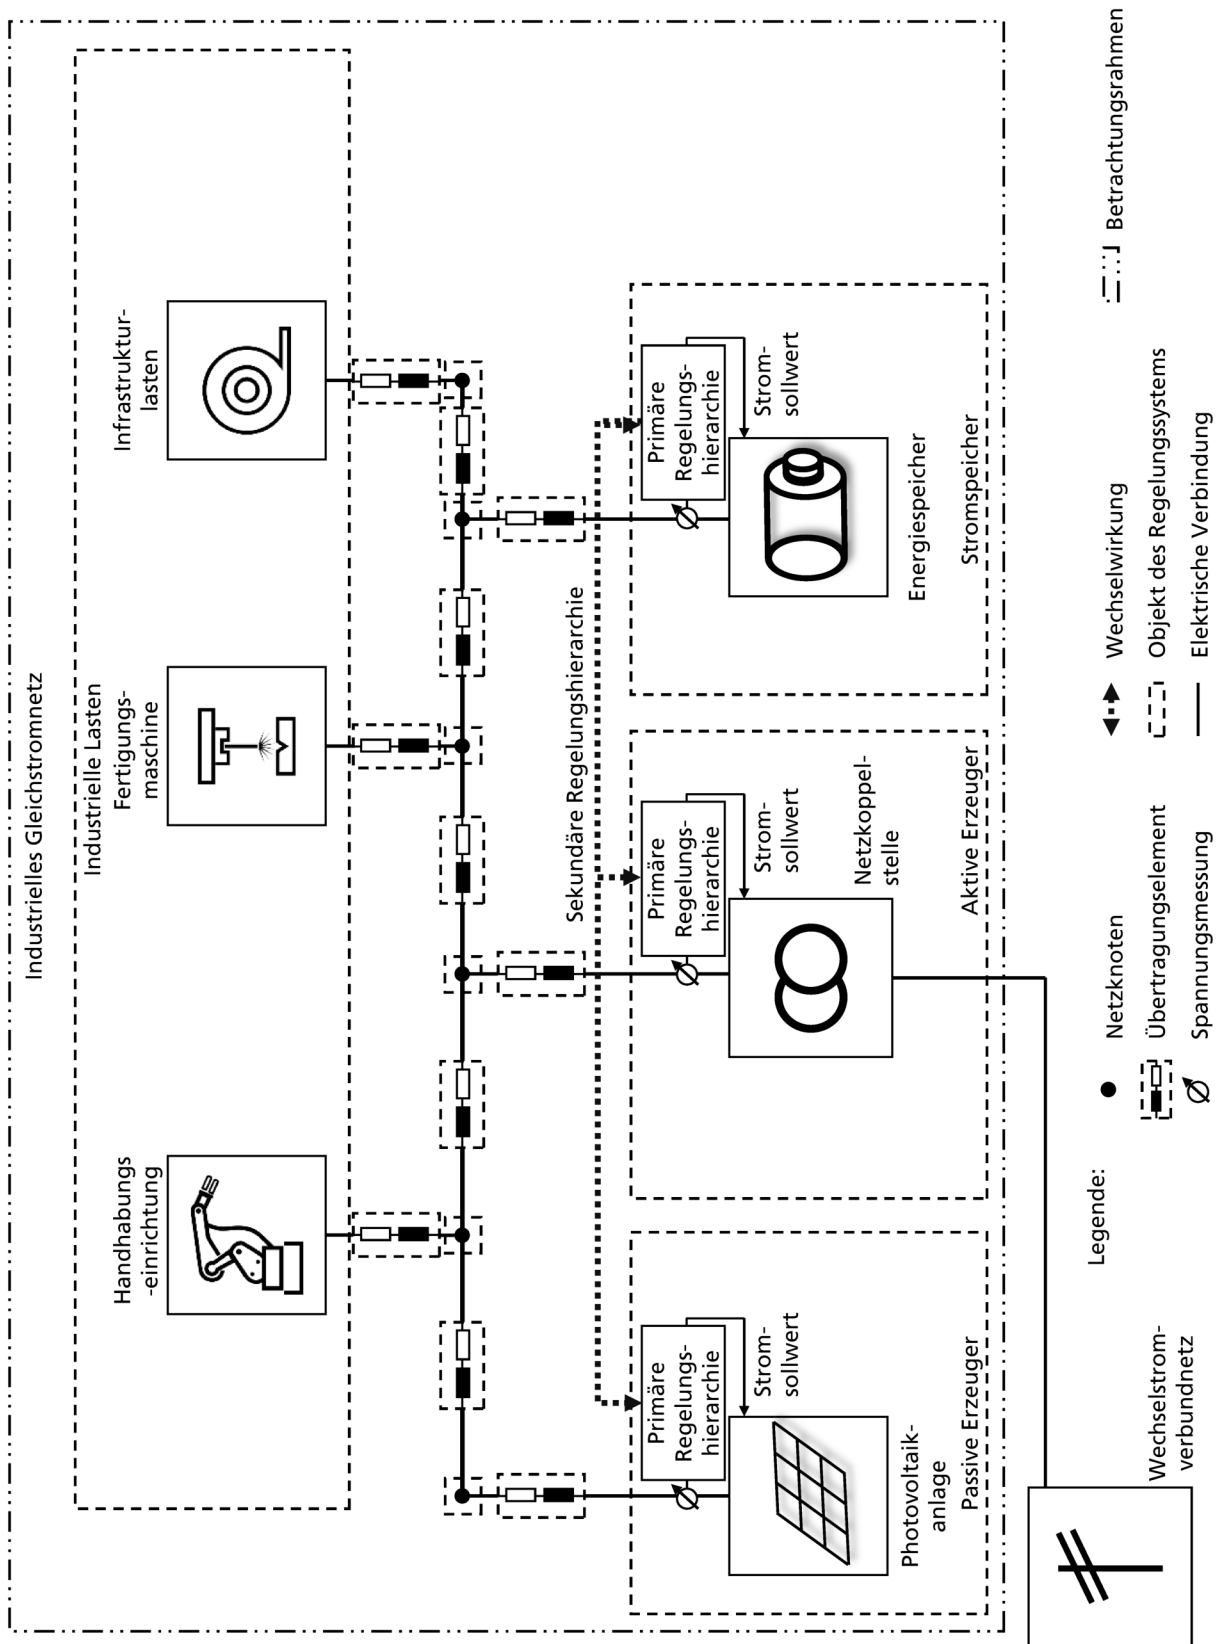 Industrielles Gleichstromnetz
Industrielle Lasten
Handhabungs
-einrichtung
Fertigungs-
maschine
Infrastruktur-
lasten
Sekundäre Regelungshierarchie
Primäre
Regelungs-
hierarchie
Strom-
sollwert
Photovoltaik-
anlage
Passive Erzeuger
Primäre
Regelungs-
hierarchie
Strom-
sollwert
Netzkoppel-
stelle
Aktive Erzeuger
Primäre
Regelungs-
hierarchie
Strom-
sollwert
Energiespeicher
Stromspeicher
Wechselstrom-
verbundnetz
Legende:
Netzknoten
Übertragungselement
Spannungsmessung
Wechselwirkung
Objekt des Regelungssystems
Elektrische Verbindung
Betrachtungsrahmen